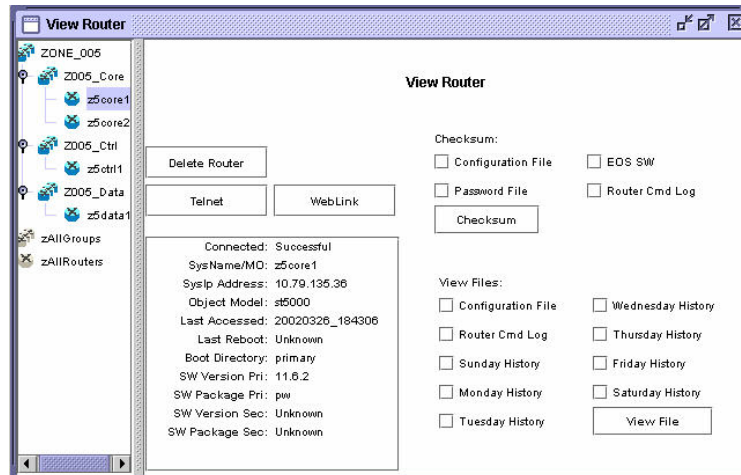 View Router
ZONE_005
Z005_Core
z5core1
z5core2
Z005_Ctrl
z5ctrl1
Z005_Data
z5data1
zAllGroups
zAllRouters
View Router
Delete Router
Telnet
WebLink
Connected: Successful
SysName/MO: z5core1
SysIp Address: 10.79.135.36
Object Model: st5000
Last Accessed: 20020326_184306
Last Reboot: Unknown
Boot Directory: primary
SW Version Pri: 11.6.2
SW Package Pri: pw
SW Version Sec: Unknown
SW Package Sec: Unknown
Checksum:
Configuration File
EOS SW
Password File
Router Cmd Log
Checksum
View Files:
Configuration File
Wednesday History
Router Cmd Log
Thursday History
Sunday History
Friday History
Monday History
Saturday History
Tuesday History
View File